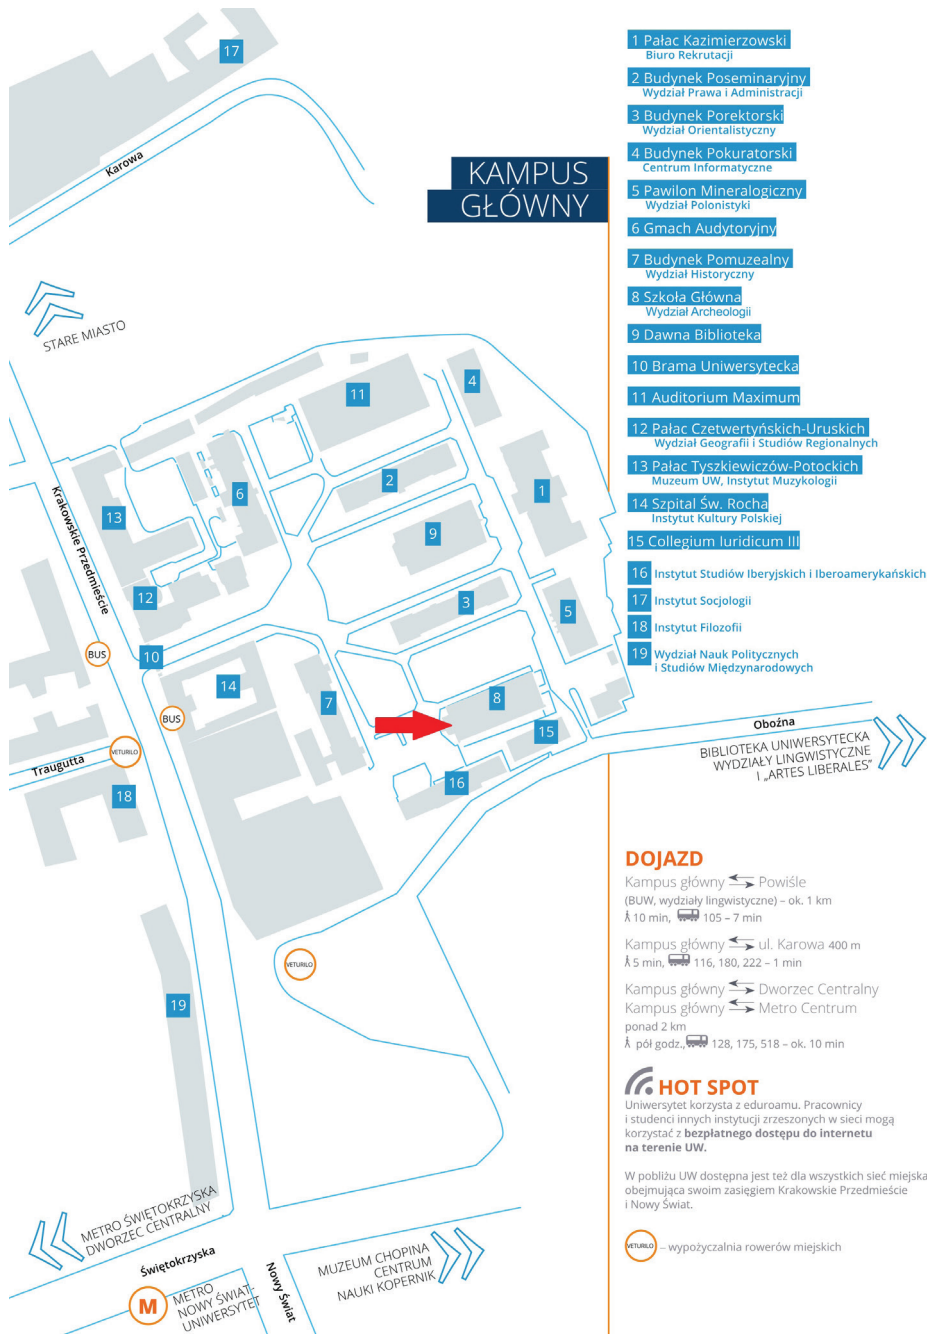 17
Karowa
KAMPUS
GŁÓWNY
STARE MIASTO
11
4
2
6
1
13
9
12
3
5
Krakowskie Przedmieście
BUS
10
14
8
7
BUS
15
VETURILO
Traugutta
18
16
Oboźna
BIBLIOTEKA UNIWERSYTECKA
WYDZIAŁY LINGWISTYCZNE
I „ARTES LIBERALES”
VETURILO
19
METRO ŚWIĘTOKRZYSKA
DWORZEC CENTRALNY
Świętokrzyska
M
METRO
NOWY ŚWIAT-
UNIWERSYTET
Nowy Świat
MUZEUM CHOPINA
CENTRUM
NAUKI KOPERNIK
1 Pałac Kazimierzowski
Biuro Rekrutacji
2 Budynek Poseminaryjny
Wydział Prawa i Administracji
3 Budynek Porektorski
Wydział Orientalistyczny
4 Budynek Pokuratorski
Centrum Informatyczne
5 Pawilon Mineralogiczny
Wydział Polonistyki
6 Gmach Audytoryjny
7 Budynek Pomuzealny
Wydział Historyczny
8 Szkoła Główna
Wydział Archeologii
9 Dawna Biblioteka
10 Brama Uniwersytecka
11 Auditorium Maximum
12 Pałac Czetwertyńskich-Uruskich
Wydział Geografii i Studiów Regionalnych
13 Pałac Tyszkiewiczów-Potockich
Muzeum UW, Instytut Muzykologii
14 Szpital Św. Rocha
Instytut Kultury Polskiej
15 Collegium Iuridicum III
16 Instytut Studiów Iberyjskich i Iberoamerykańskich
17 Instytut Socjologii
18 Instytut Filozofii
19 Wydział Nauk Politycznych
i Studiów Międzynarodowych
DOJAZD
Kampus główny Powiśle
(BUW, wydziały lingwistyczne) – ok. 1 km
10 min, 105 – 7 min
Kampus główny ul. Karowa 400 m
5 min, 116, 180, 222 – 1 min
Kampus główny Dworzec Centralny
Kampus główny Metro Centrum
ponad 2 km
pół godz., 128, 175, 518 – ok. 10 min
HOT SPOT
Uniwersytet korzysta z eduroamu. Pracownicy
i studenci innych instytucji zrzeszonych w sieci mogą
korzystać z bezpłatnego dostępu do internetu
na terenie UW.
W pobliżu UW dostępna jest też dla wszystkich sieć miejska
obejmująca swoim zasięgiem Krakowskie Przedmieście
i Nowy Świat.
VETURILO – wypożyczalnia rowerów miejskich